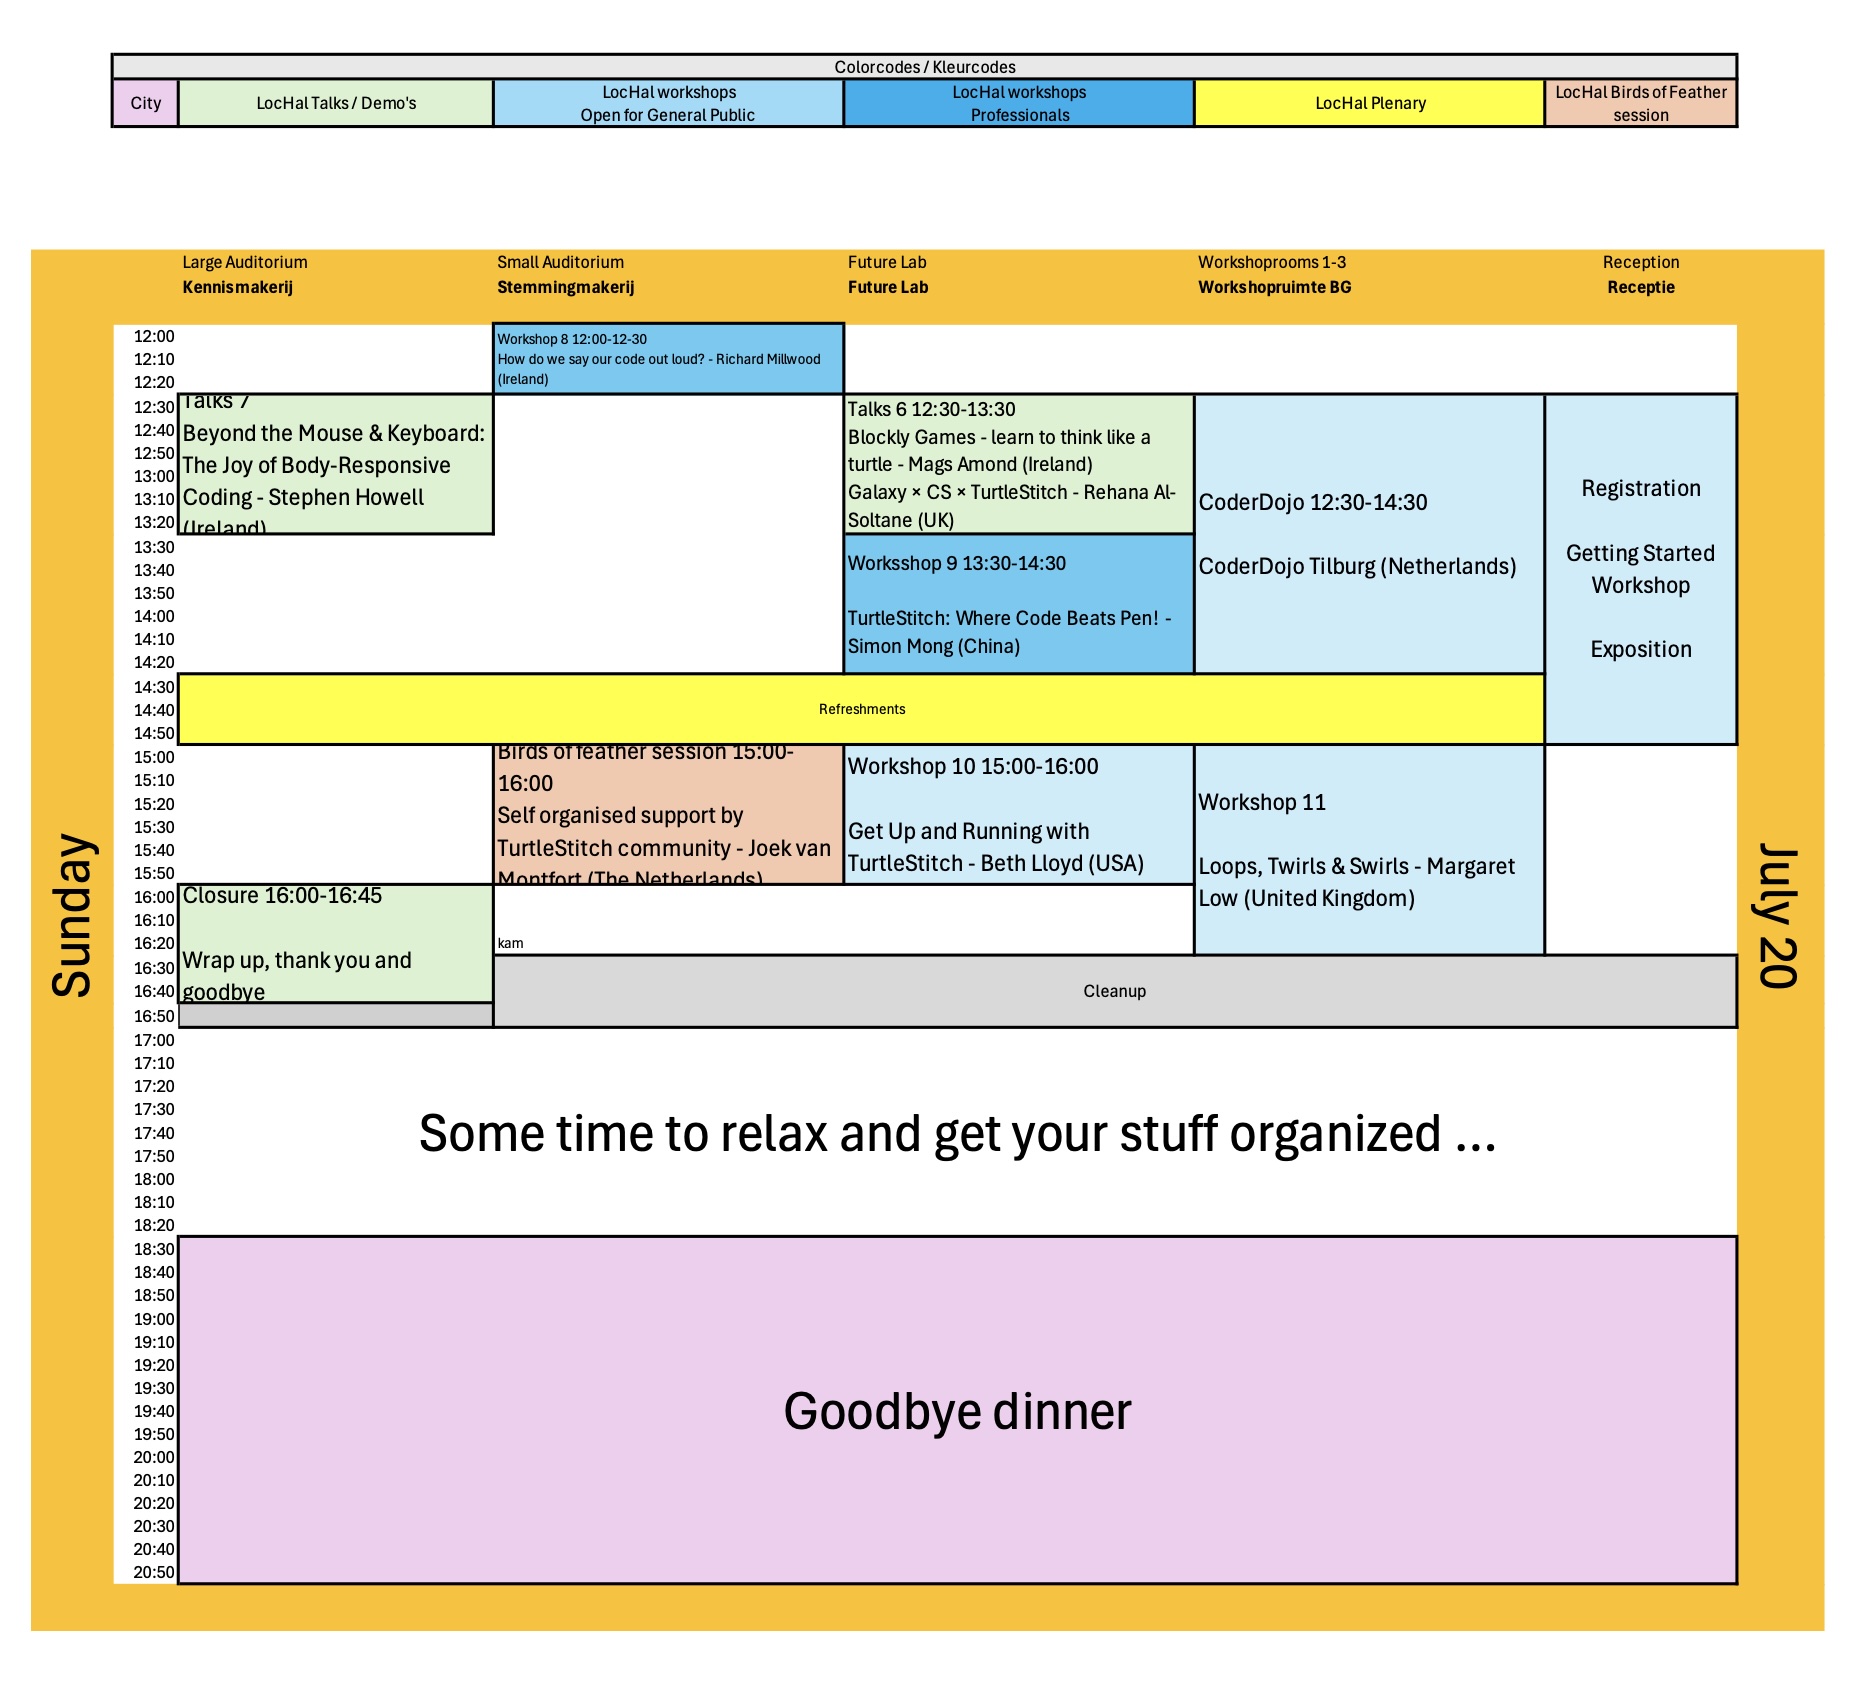 Colorcodes / Kleurcodes
City
LocHal Talks / Demo's
LocHal workshops
Open for General Public
LocHal workshops
Professionals
LocHal Plenary
LocHal Birds of Feather
session
Large Auditorium
Kennismakerij
Small Auditorium
Stemmingmakerij
Future Lab
Future Lab
Workshoprooms 1-3
Workshopruimte BG
Reception
Receptie
Sunday
July 20
12:00
12:10
12:20
12:30
12:40
12:50
13:00
13:10
13:20
13:30
13:40
13:50
14:00
14:10
14:20
14:30
14:40
14:50
15:00
15:10
15:20
15:30
15:40
15:50
16:00
16:10
16:20
16:30
16:40
16:50
17:00
17:10
17:20
17:30
17:40
17:50
18:00
18:10
18:20
18:30
18:40
18:50
19:00
19:10
19:20
19:30
19:40
19:50
20:00
20:10
20:20
20:30
20:40
20:50
Workshop 8 12:00-12-30
How do we say our code out loud? - Richard Millwood
(Ireland)
Talks 7
Beyond the Mouse & Keyboard:
The Joy of Body-Responsive
Coding - Stephen Howell
(Ireland)
Talks 6 12:30-13:30
Blockly Games - learn to think like a
turtle - Mags Amond (Ireland)
Galaxy × CS × TurtleStitch - Rehana Al-
Soltane (UK)
Worksshop 9 13:30-14:30
TurtleStitch: Where Code Beats Pen! -
Simon Mong (China)
CoderDojo 12:30-14:30
CoderDojo Tilburg (Netherlands)
Registration
Getting Started
Workshop
Exposition
Refreshments
Birds of feather session 15:00-
16:00
Self organised support by
TurtleStitch community - Joek van
Montfort (The Netherlands)
Workshop 10 15:00-16:00
Get Up and Running with
TurtleStitch - Beth Lloyd (USA)
Workshop 11
Loops, Twirls & Swirls - Margaret
Low (United Kingdom)
Closure 16:00-16:45
Wrap up, thank you and
goodbye
kam
Cleanup
Some time to relax and get your stuff organized ...
Goodbye dinner